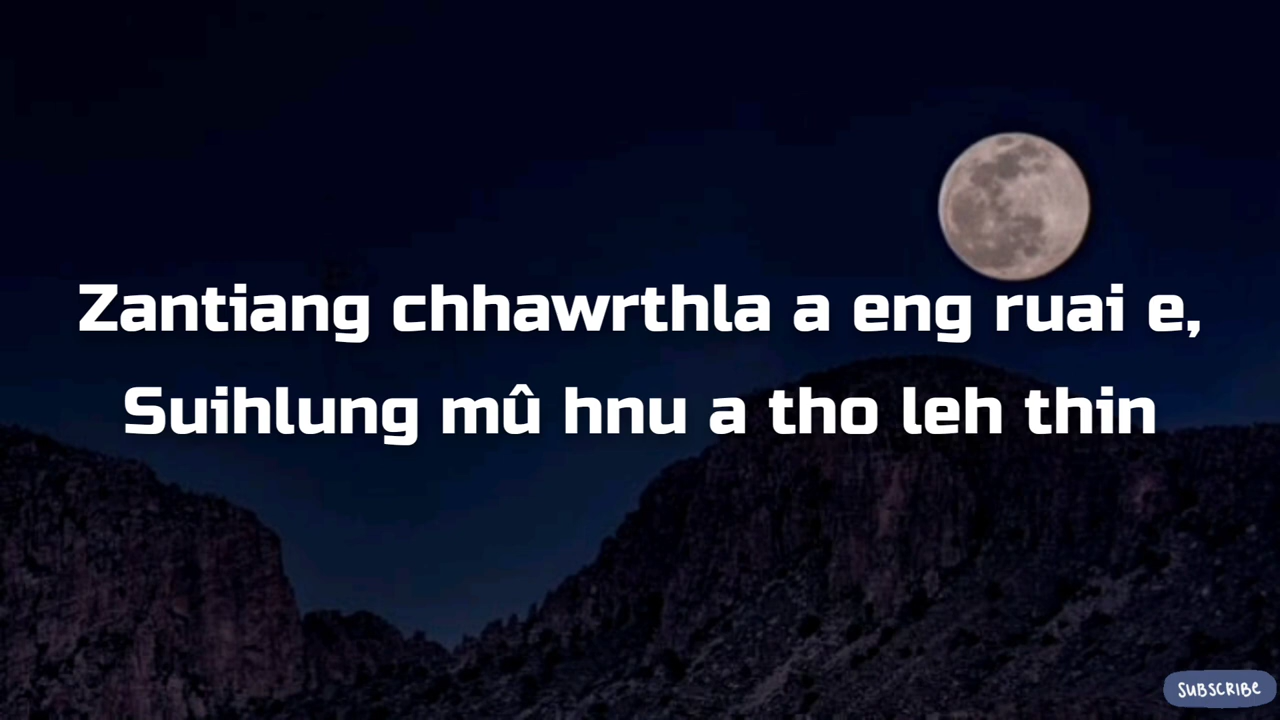 Zantiang chhawrthla a eng ruai e,
Suihlung mû hnu a tho leh thin
SUBSCRIBE